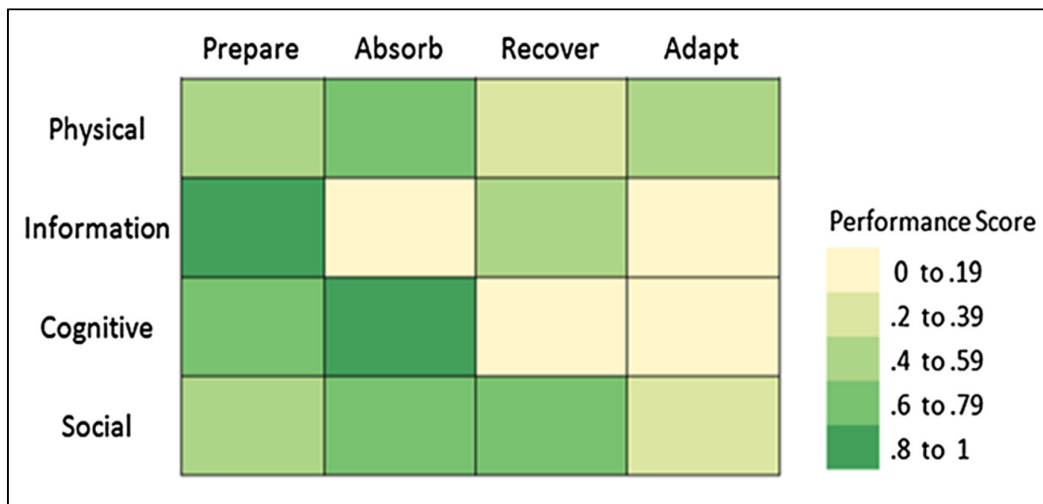 Prepare Absorb Recover Adapt
Physical
Information
Cognitive
Social
Performance Score
0 to .19
.2 to .39
.4 to .59
.6 to .79
.8 to 1